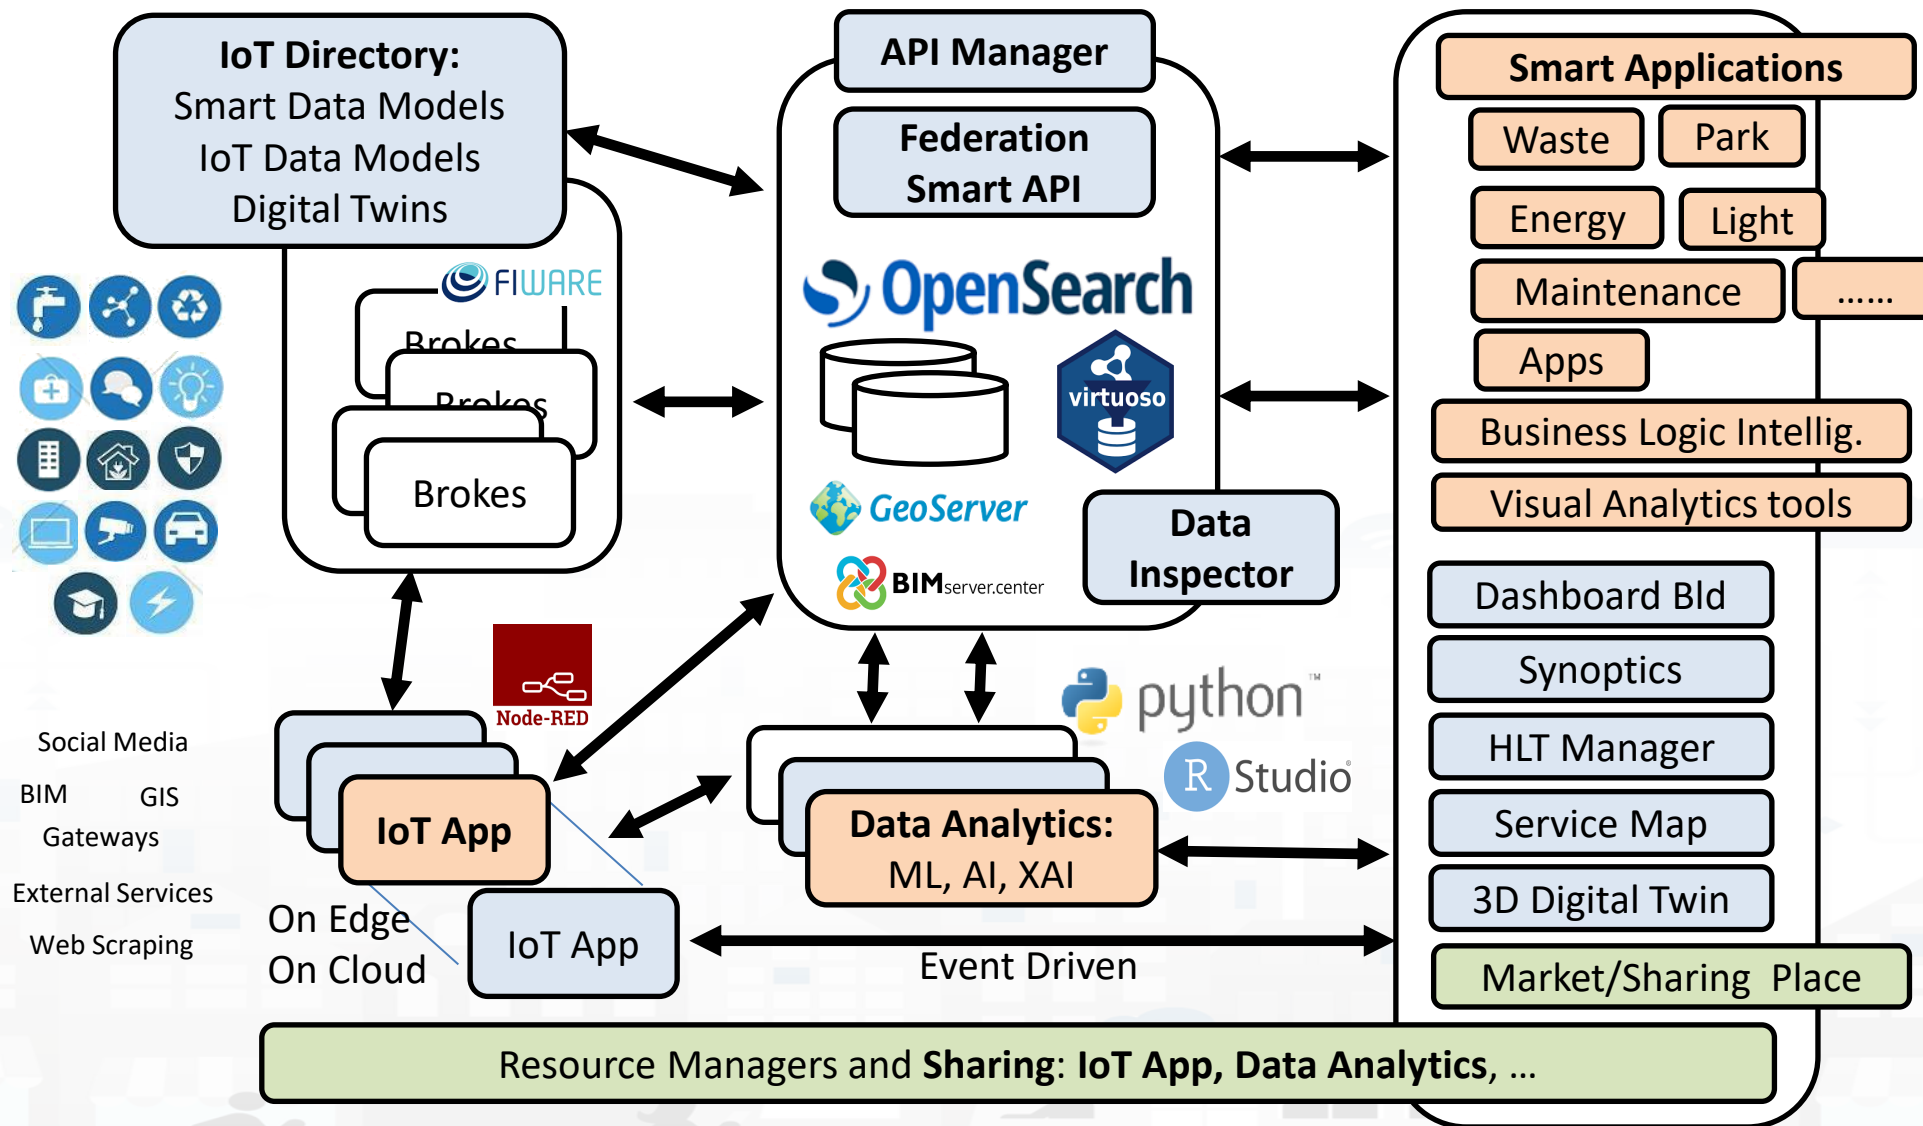 IoT Directory:
Smart Data Models
IoT Data Models
Digital Twins
FIWARE
Brokes
Brokes
Brokes
API Manager
Federation
Smart API
OpenSearch
virtuoso
GeoServer
BIMserver.center
Data
Inspector
Smart Applications
Waste
Park
Energy
Light
Maintenance
......
Apps
Business Logic Intellig.
Visual Analytics tools
Dashboard Bld
Synoptics
HLT Manager
Service Map
3D Digital Twin
Market/Sharing  Place
Node-RED
python™
R Studio®
Social Media
BIM
GIS
Gateways
External Services
Web Scraping
IoT App
On Edge
On Cloud
IoT App
Data Analytics:
ML, AI, XAI
Event Driven
Resource Managers and Sharing: IoT App, Data Analytics, ...